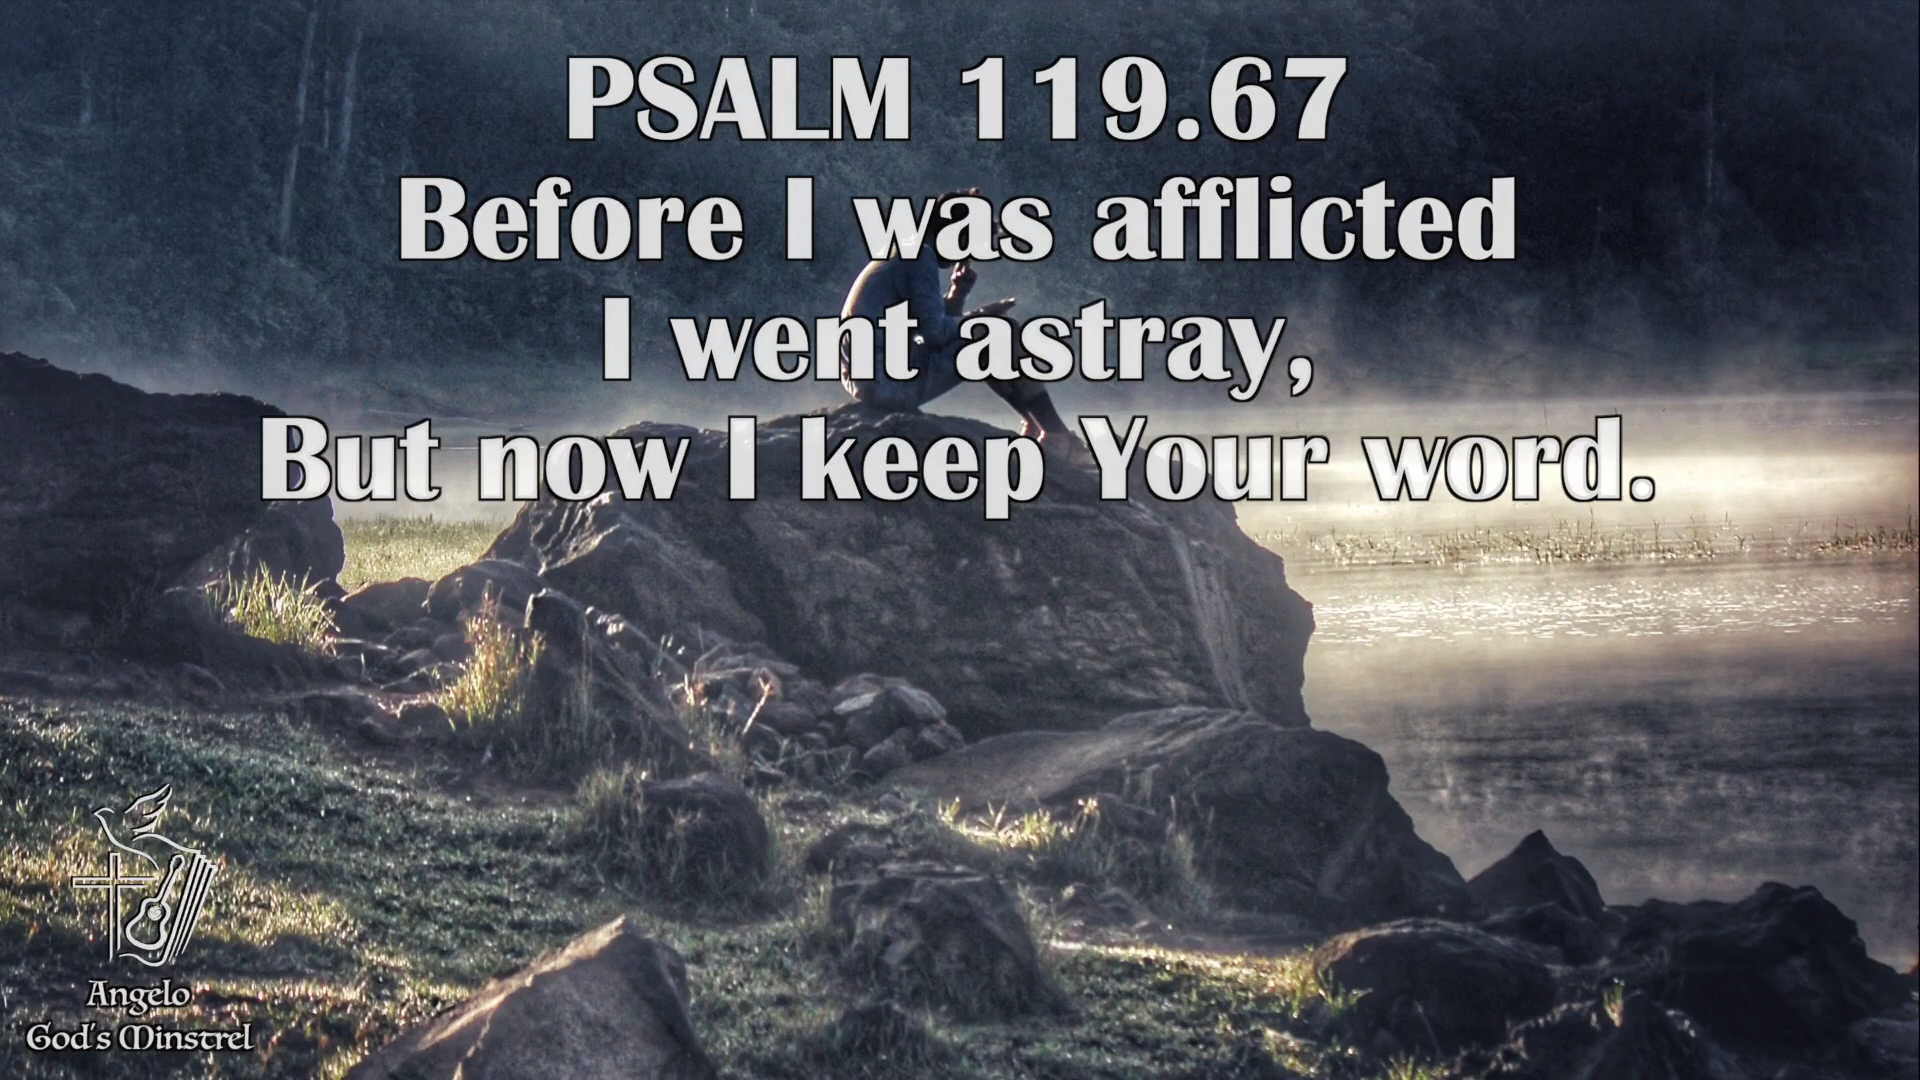 PSALM 119.67
Before I was afflicted
I went astray,
But now I keep Your word.
Angelo
God's Minstrel